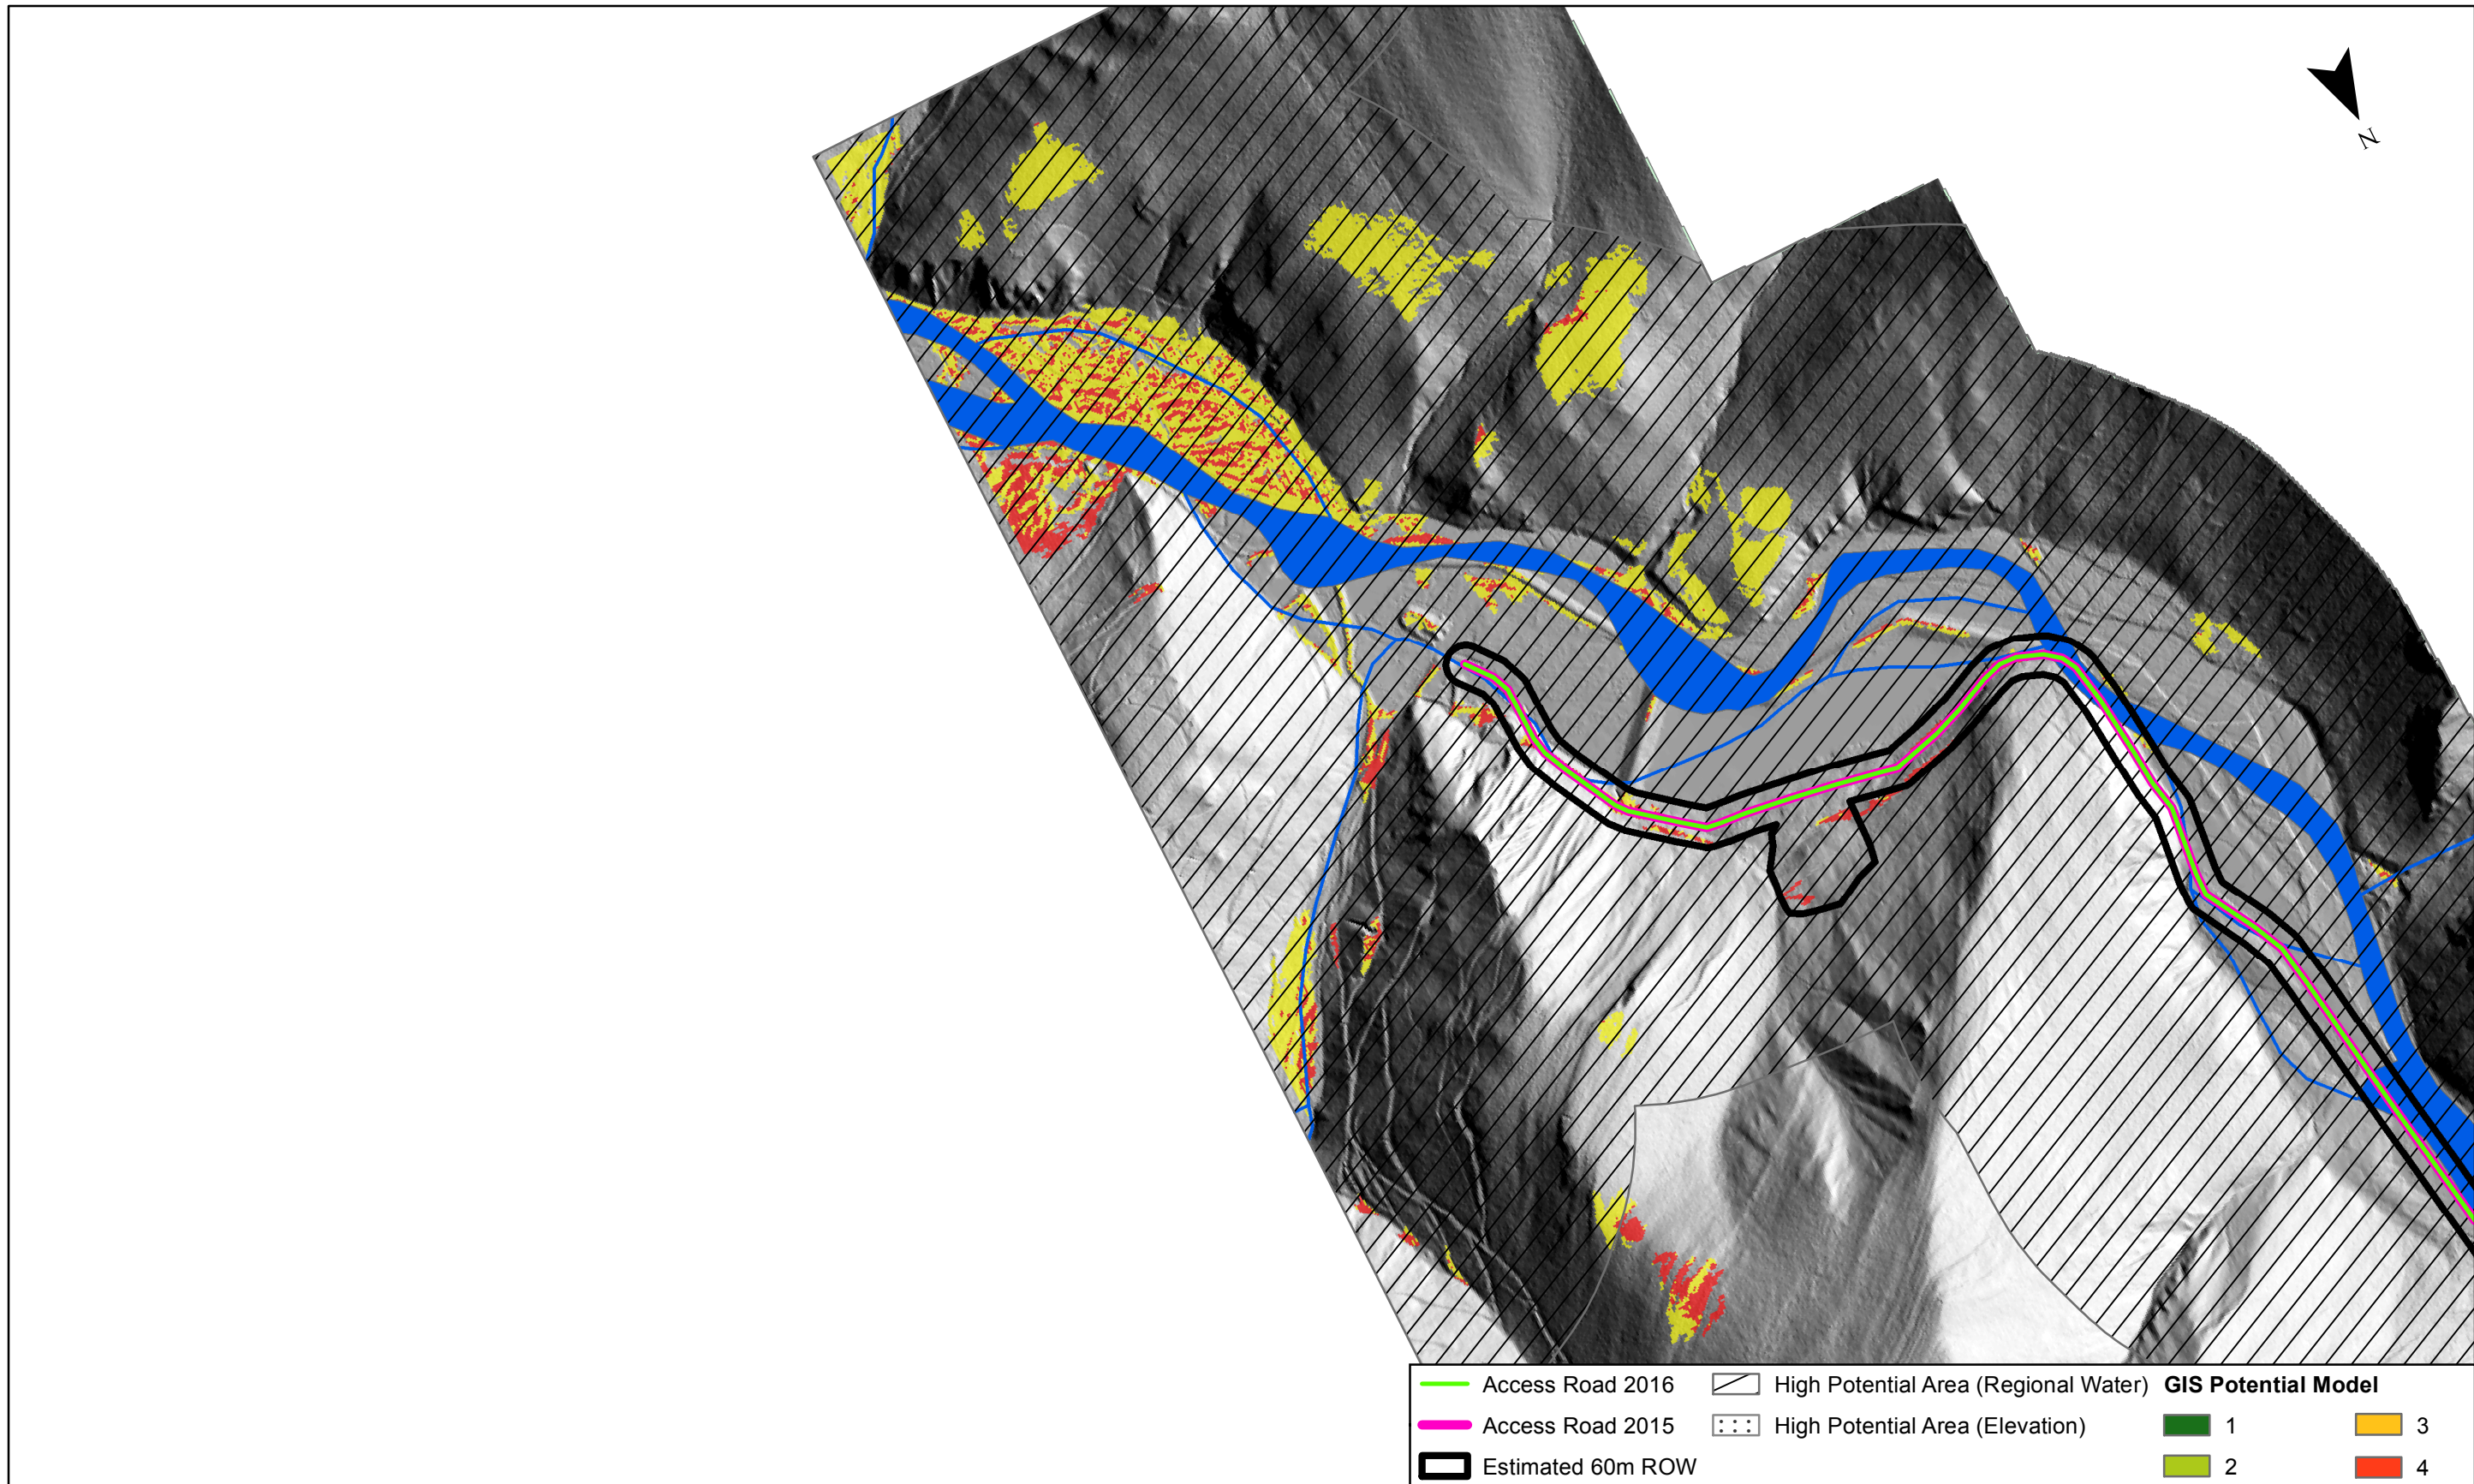 N
Access Road 2016
High Potential Area (Regional Water)
GIS Potential Model
Access Road 2015
High Potential Area (Elevation)
1
3
Estimated 60m ROW
2
4